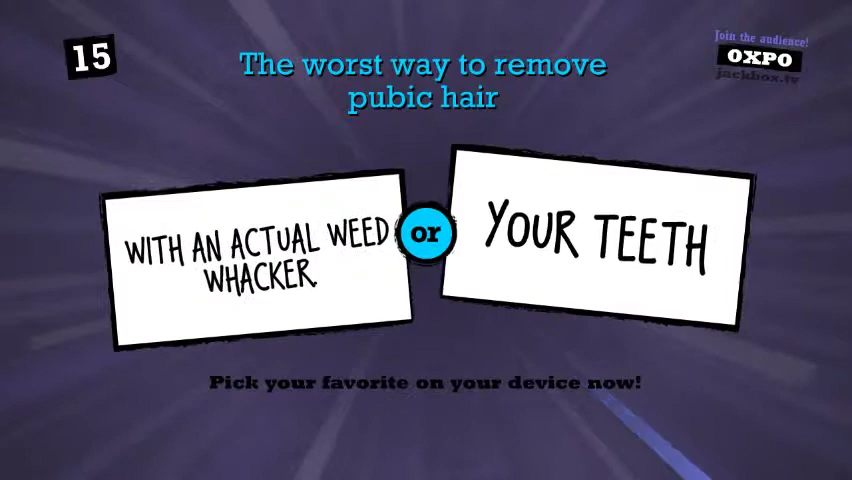 15
The worst way to remove
pubic hair
Join the audience!
OXPO
jackbox.tv
WITH AN ACTUAL WEED
WHACKER.
or
YOUR TEETH
Pick your favorite on your device now!